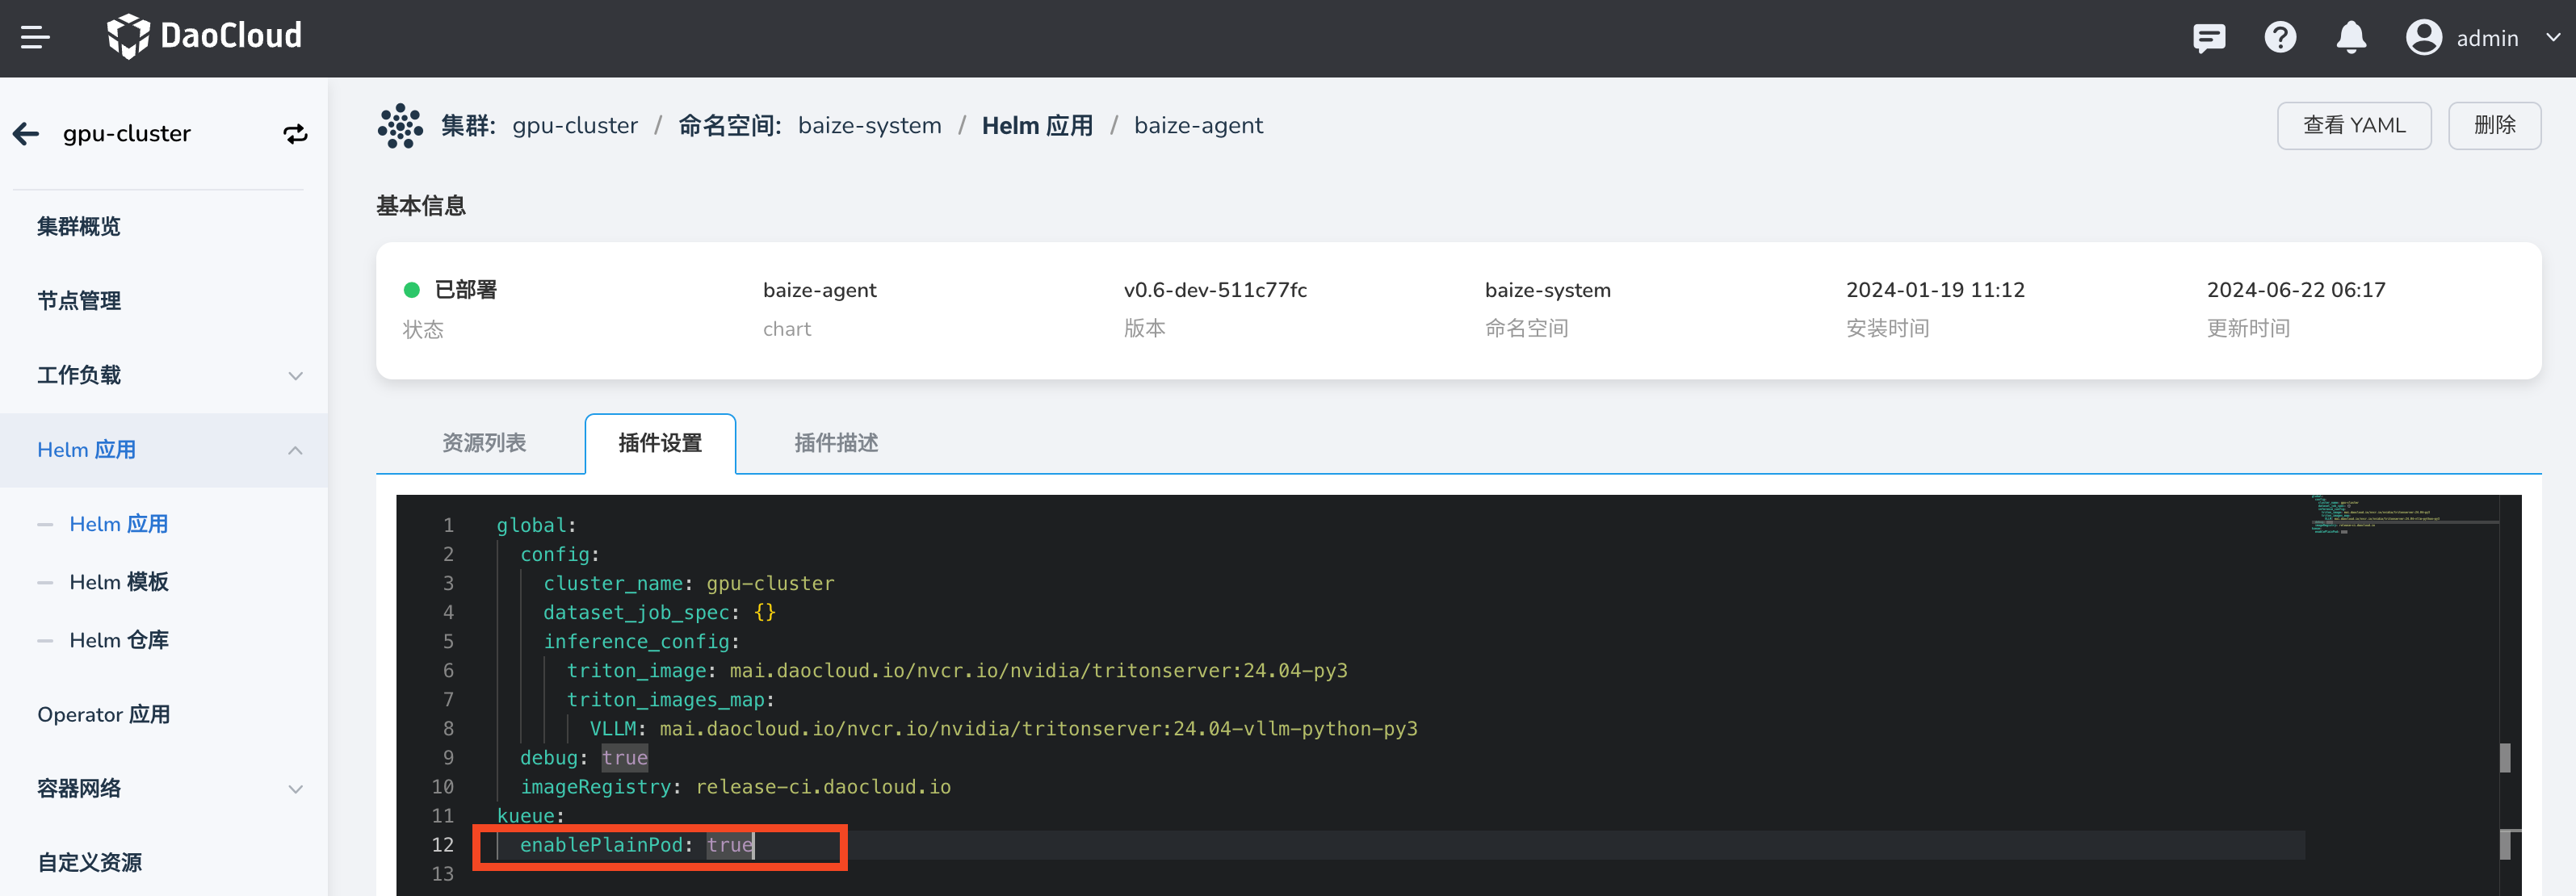 DaoCloud
admin
gpu-cluster
集群概览
节点管理
工作负载
Helm 应用
Helm 应用
Helm 模板
Helm 仓库
Operator 应用
容器网络
自定义资源
集群: gpu-cluster / 命名空间: baize-system / Helm 应用 / baize-agent
查看 YAML
删除
基本信息
已部署
状态
baize-agent
chart
v0.6-dev-511c77fc
版本
baize-system
命名空间
2024-01-19 11:12
安装时间
2024-06-22 06:17
更新时间
资源列表
插件设置
插件描述
1 global:
2 config:
3 cluster_name: gpu-cluster
4 dataset_job_spec: {}
5 inference_config:
6 triton_image: mai.daocloud.io/nvcr.io/nvidia/tritonserver:24.04-py3
7 triton_images_map:
8 VLLM: mai.daocloud.io/nvcr.io/nvidia/tritonserver:24.04-vllm-python-py3
9 debug: true
10 imageRegistry: release-ci.daocloud.io
11 kueue:
12 enablePlainPod: true
13